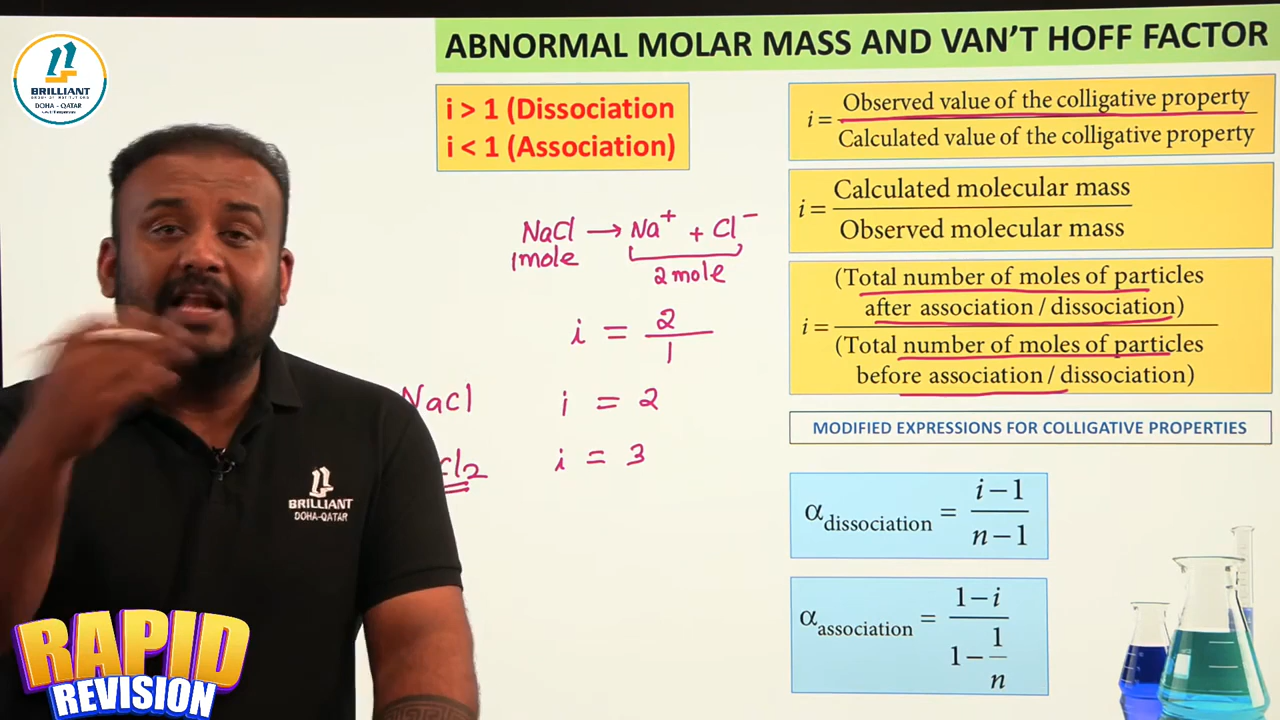 ABNORMAL MOLAR MASS AND VAN'T HOFF FACTOR
BRILLIANT
DOHA - QATAR
i > 1 (Dissociation
i < 1 (Association)
i = Observed value of the colligative property
Calculated value of the colligative property
i = Calculated molecular mass
Observed molecular mass
(Total number of moles of particles
after association / dissociation)
i =
(Total number of moles of particles
before association / dissociation)
NaCl → Na⁺ + Cl⁻
1mole
2 mole
i = 2
1
Nacl i = 2
cl₂ i = 3
MODIFIED EXPRESSIONS FOR COLLIGATIVE PROPERTIES
α dissociation = i−1
n−1
α association = 1−i
1− 1
n
BRILLIANT
DOHA-QATAR
RAPID
REVISION